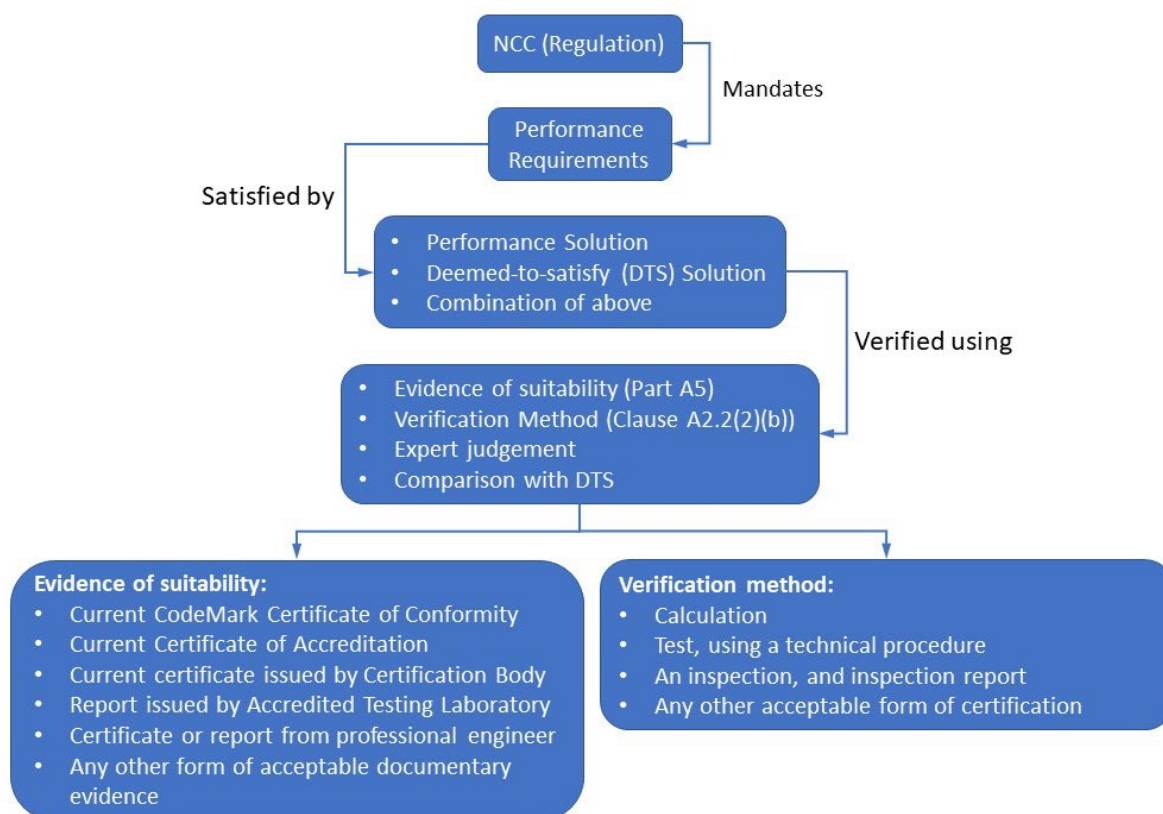 NCC (Regulation)
Mandates
Performance
Requirements
Satisfied by
• Performance Solution
• Deemed-to-satisfy (DTS) Solution
• Combination of above
Verified using
• Evidence of suitability (Part A5)
• Verification Method (Clause A2.2(2)(b))
• Expert judgement
• Comparison with DTS
Evidence of suitability:
• Current CodeMark Certificate of Conformity
• Current Certificate of Accreditation
• Current certificate issued by Certification Body
• Report issued by Accredited Testing Laboratory
• Certificate or report from professional engineer
• Any other form of acceptable documentary
evidence
Verification method:
• Calculation
• Test, using a technical procedure
• An inspection, and inspection report
• Any other acceptable form of certification